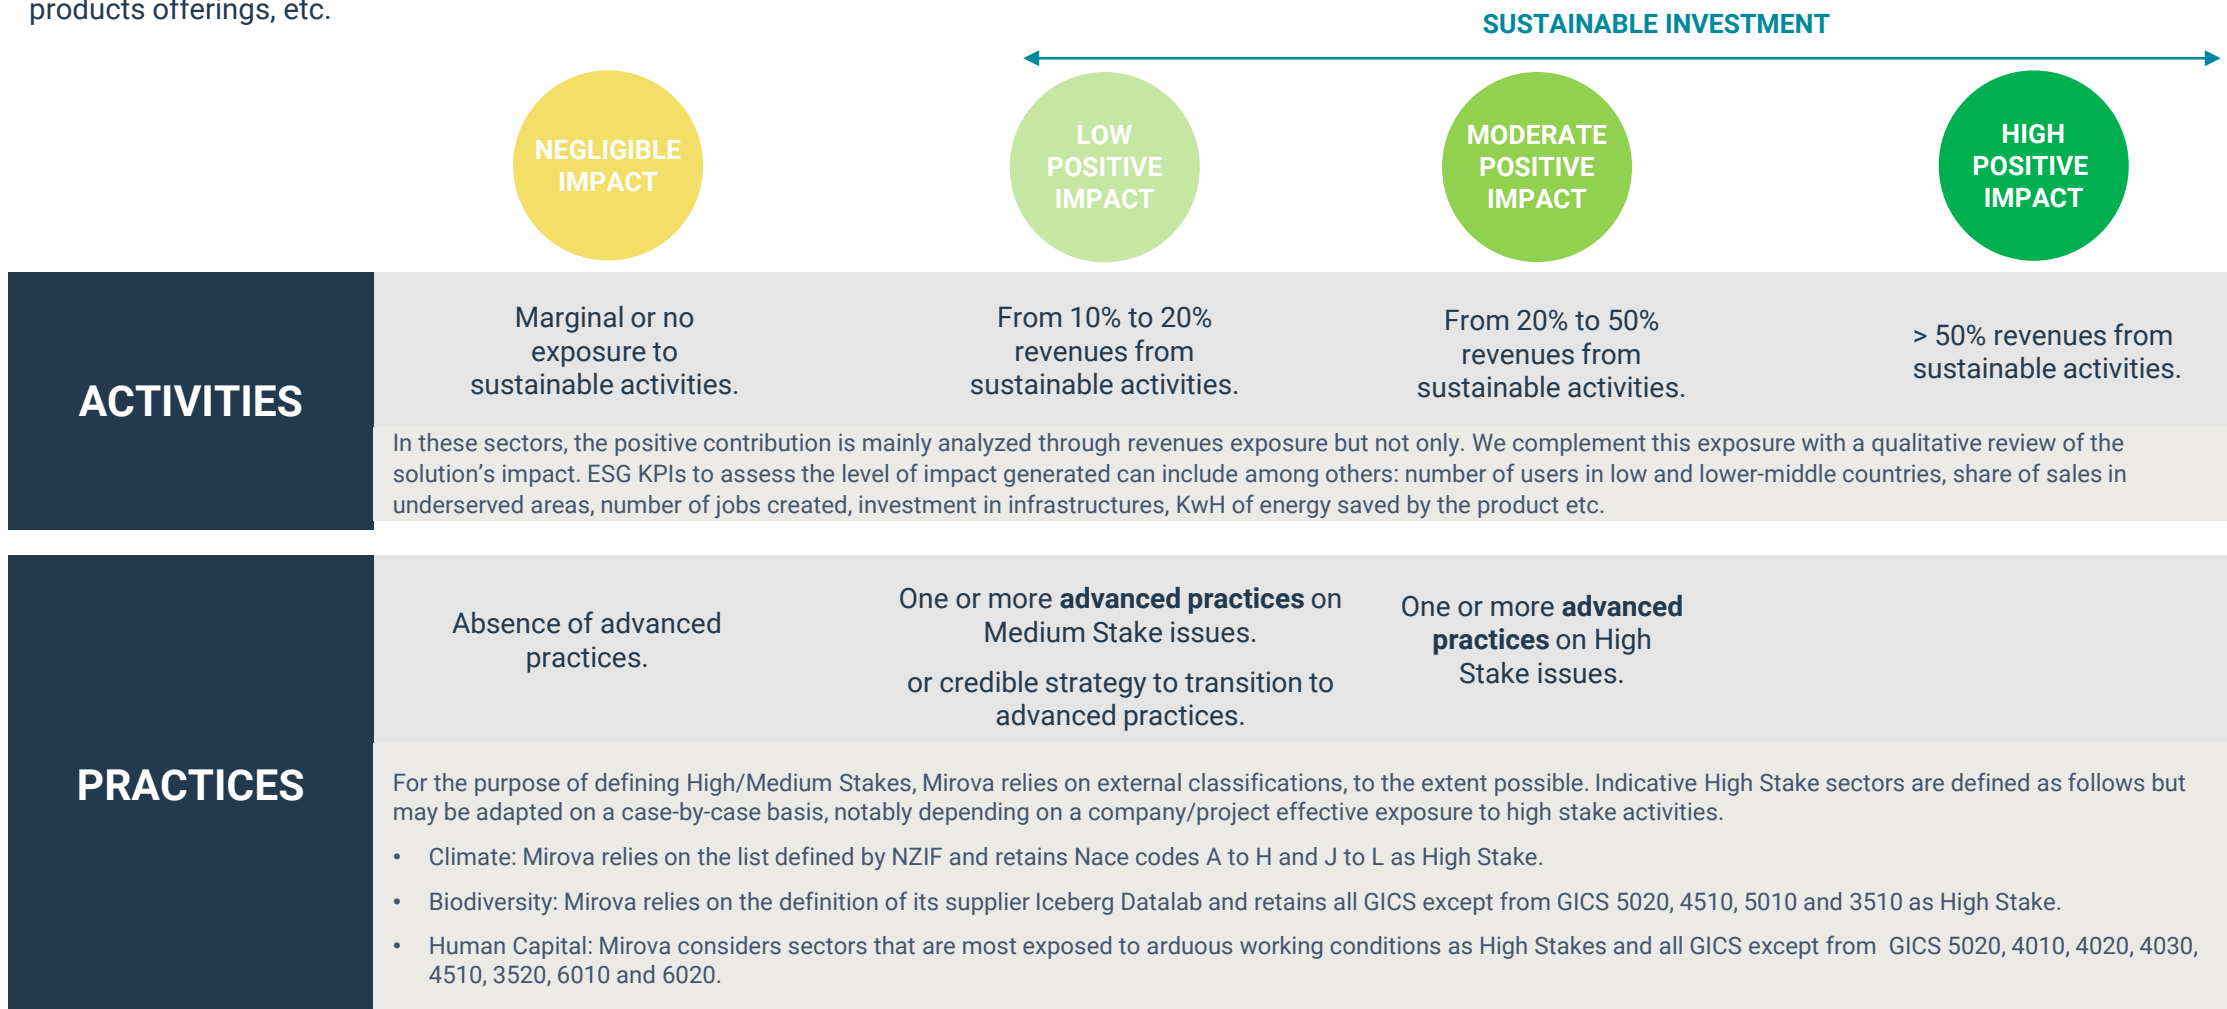 products offerings, etc.
SUSTAINABLE INVESTMENT
NEGLIGIBLE
IMPACT
LOW
POSITIVE
IMPACT
MODERATE
POSITIVE
IMPACT
HIGH
POSITIVE
IMPACT
ACTIVITIES
Marginal or no
exposure to
sustainable activities.
From 10% to 20%
revenues from
sustainable activities.
From 20% to 50%
revenues from
sustainable activities.
> 50% revenues from
sustainable activities.
In these sectors, the positive contribution is mainly analyzed through revenues exposure but not only. We complement this exposure with a qualitative review of the
solution’s impact. ESG KPIs to assess the level of impact generated can include among others: number of users in low and lower-middle countries, share of sales in
underserved areas, number of jobs created, investment in infrastructures, KwH of energy saved by the product etc.
PRACTICES
Absence of advanced
practices.
One or more advanced practices on
Medium Stake issues.
or credible strategy to transition to
advanced practices.
One or more advanced
practices on High
Stake issues.
For the purpose of defining High/Medium Stakes, Mirova relies on external classifications, to the extent possible. Indicative High Stake sectors are defined as follows but
may be adapted on a case-by-case basis, notably depending on a company/project effective exposure to high stake activities.
• Climate: Mirova relies on the list defined by NZIF and retains Nace codes A to H and J to L as High Stake.
• Biodiversity: Mirova relies on the definition of its supplier Iceberg Datalab and retains all GICS except from GICS 5020, 4510, 5010 and 3510 as High Stake.
• Human Capital: Mirova considers sectors that are most exposed to arduous working conditions as High Stakes and all GICS except from GICS 5020, 4010, 4020, 4030,
4510, 3520, 6010 and 6020.